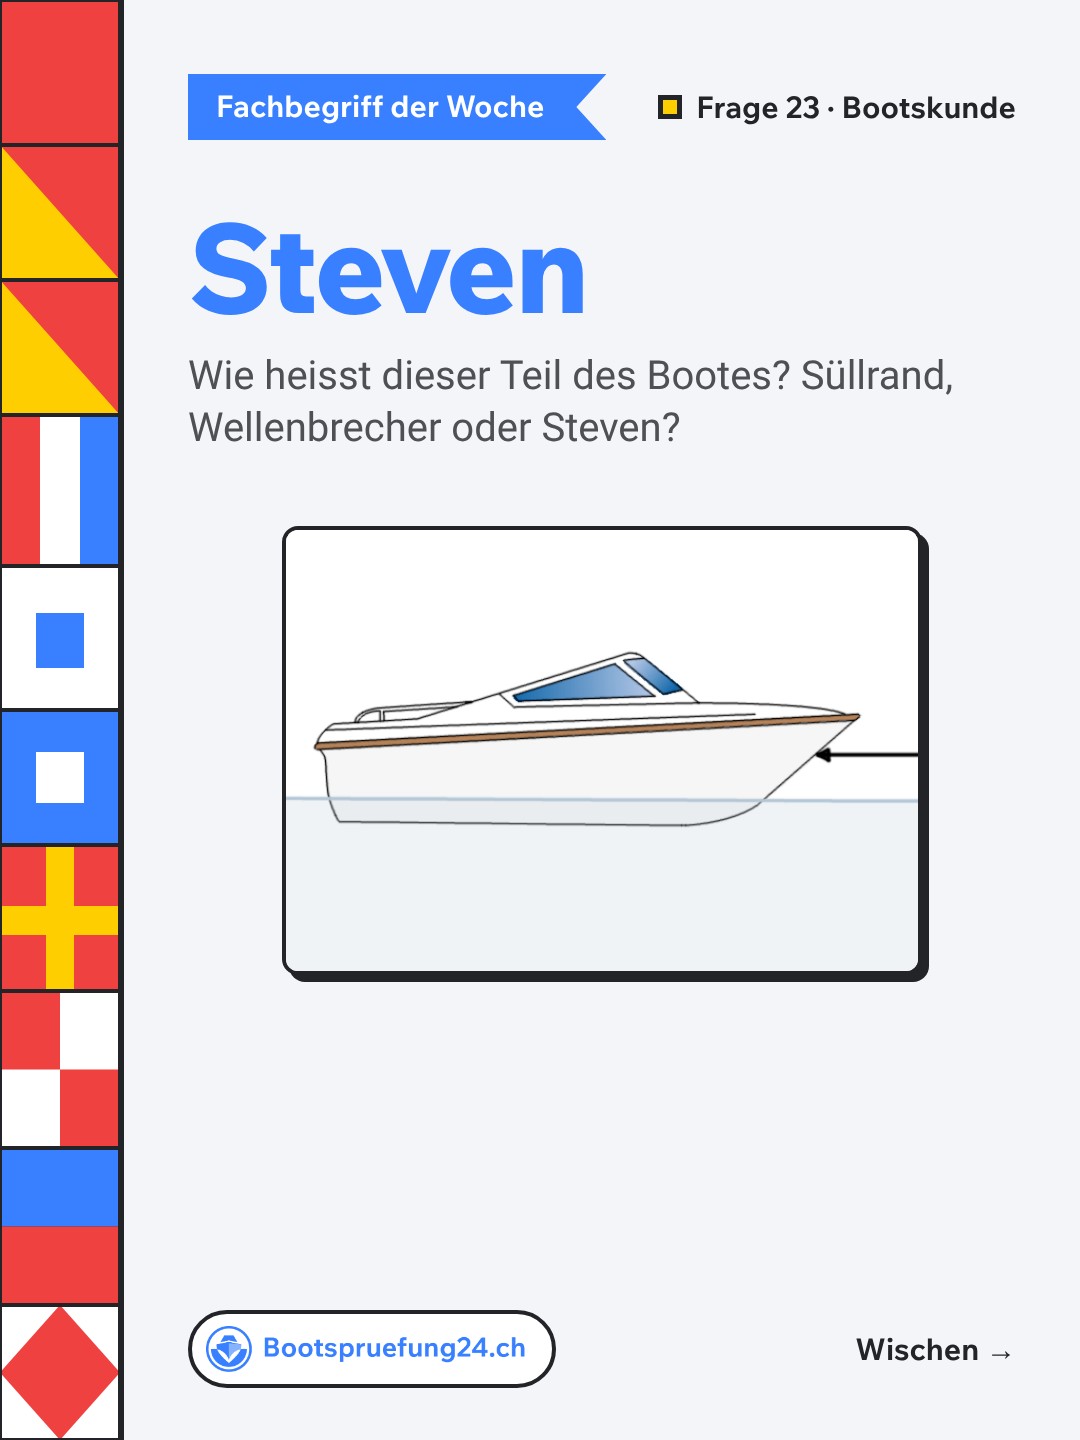 Fachbegriff der Woche
Frage 23 · Bootskunde
Steven
Wie heisst dieser Teil des Bootes? Süllrand,
Wellenbrecher oder Steven?
Bootspruefung24.ch
Wischen →